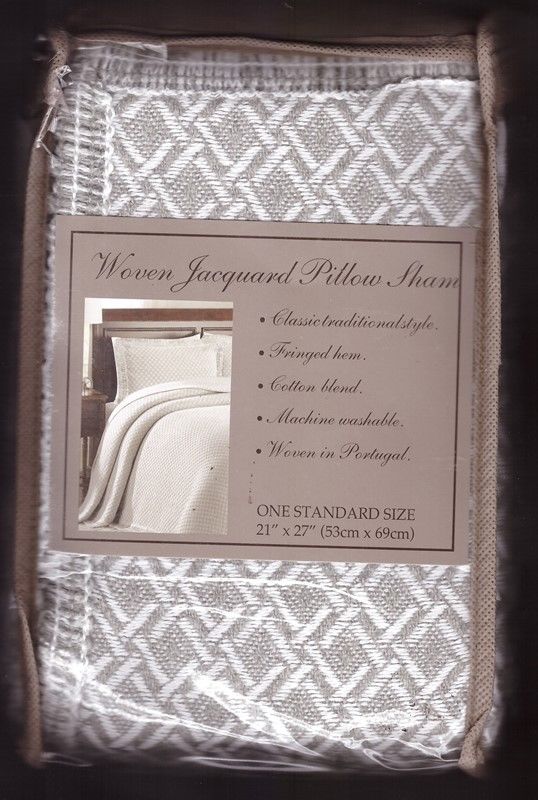 Woven Jacquard Pillow Sham
• Classic traditional style.
• Fringed hem.
• Cotton blend.
• Machine washable.
• Woven in Portugal.
ONE STANDARD SIZE
21" x 27" (53cm x 69cm)